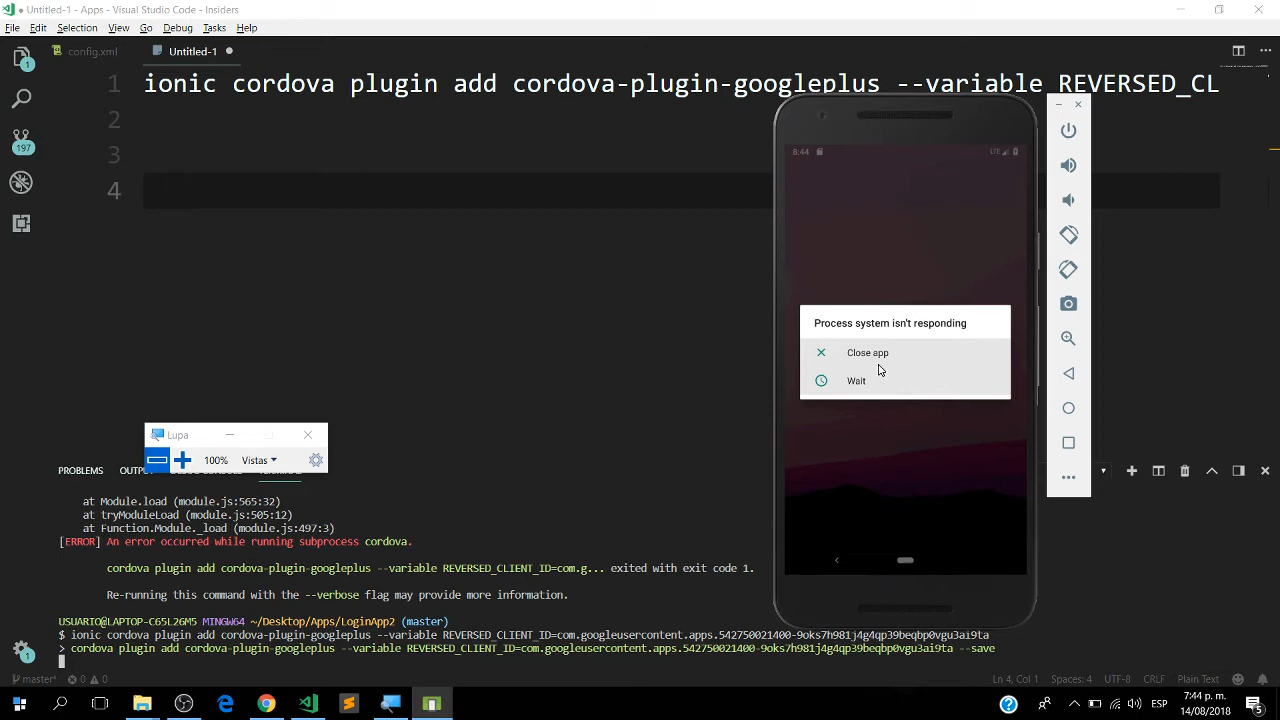 Untitled-1 - Apps - Visual Studio Code - Insiders
File Edit Selection View Go Debug Tasks Help
config.xml Untitled-1
1 ionic cordova plugin add cordova-plugin-googleplus --variable REVERSED_CL
2
3
4
1
197
8:44 LTE
Process system isn't responding
Close app
Wait
Lupa
100% Vistas
PROBLEMS
at Module.load (module.js:565:32)
at tryModuleLoad (module.js:505:12)
at Function.Module._load (module.js:497:3)
[ERROR] An error occurred while running subprocess cordova.
cordova plugin add cordova-plugin-googleplus --variable REVERSED_CLIENT_ID=com.g... exited with exit code 1.
Re-running this command with the --verbose flag may provide more information.
USUARIO@LAPTOP-C65L26M5 MINGW64 ~/Desktop/Apps/LoginApp2 (master)
$ ionic cordova plugin add cordova-plugin-googleplus --variable REVERSED_CLIENT_ID=com.googleusercontent.apps.542750021400-9oks7h981j4g4qp39beqbp0vgu3ai9ta
> cordova plugin add cordova-plugin-googleplus --variable REVERSED_CLIENT_ID=com.googleusercontent.apps.542750021400-9oks7h981j4g4qp39beqbp0vgu3ai9ta --save
1
master* 0 0 Ln 4, Col 1 Spaces: 4 UTF-8 CRLF Plain Text
ESP 7:44 p. m.
14/08/2018 5